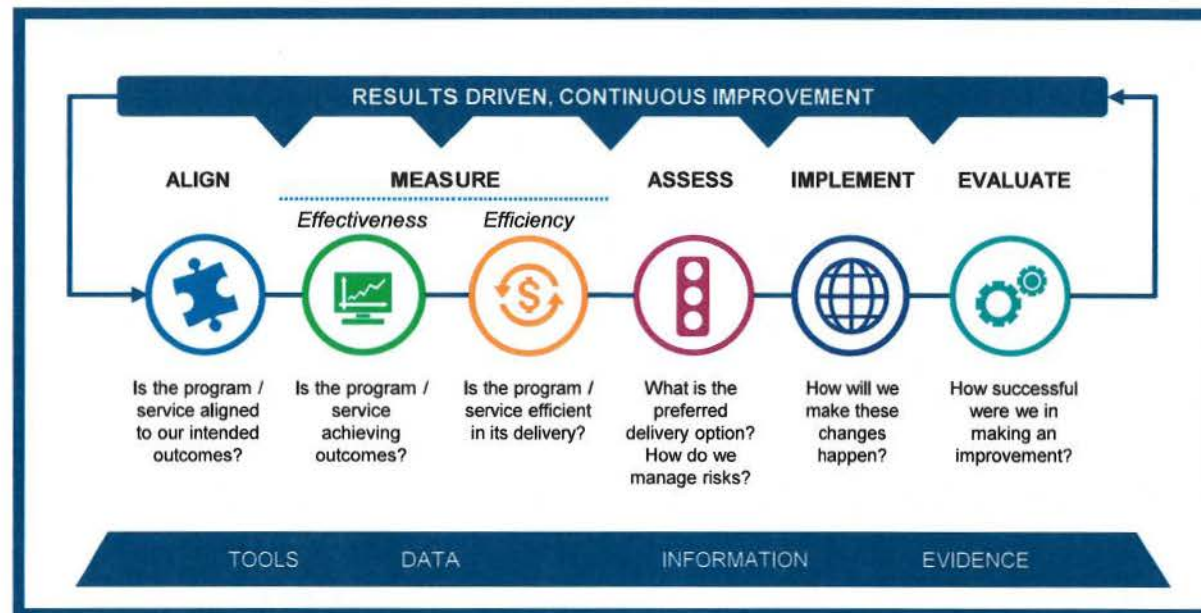 RESULTS DRIVEN, CONTINUOUS IMPROVEMENT
ALIGN
MEASURE
ASSESS
IMPLEMENT
EVALUATE
Effectiveness
Efficiency
$
Is the program /
service aligned
to our intended
outcomes?
Is the program /
service
achieving
outcomes?
Is the program /
service efficient
in its delivery?
What is the
preferred
delivery option?
How do we
manage risks?
How will we
make these
changes
happen?
How successful
were we in
making an
improvement?
TOOLS
DATA
INFORMATION
EVIDENCE